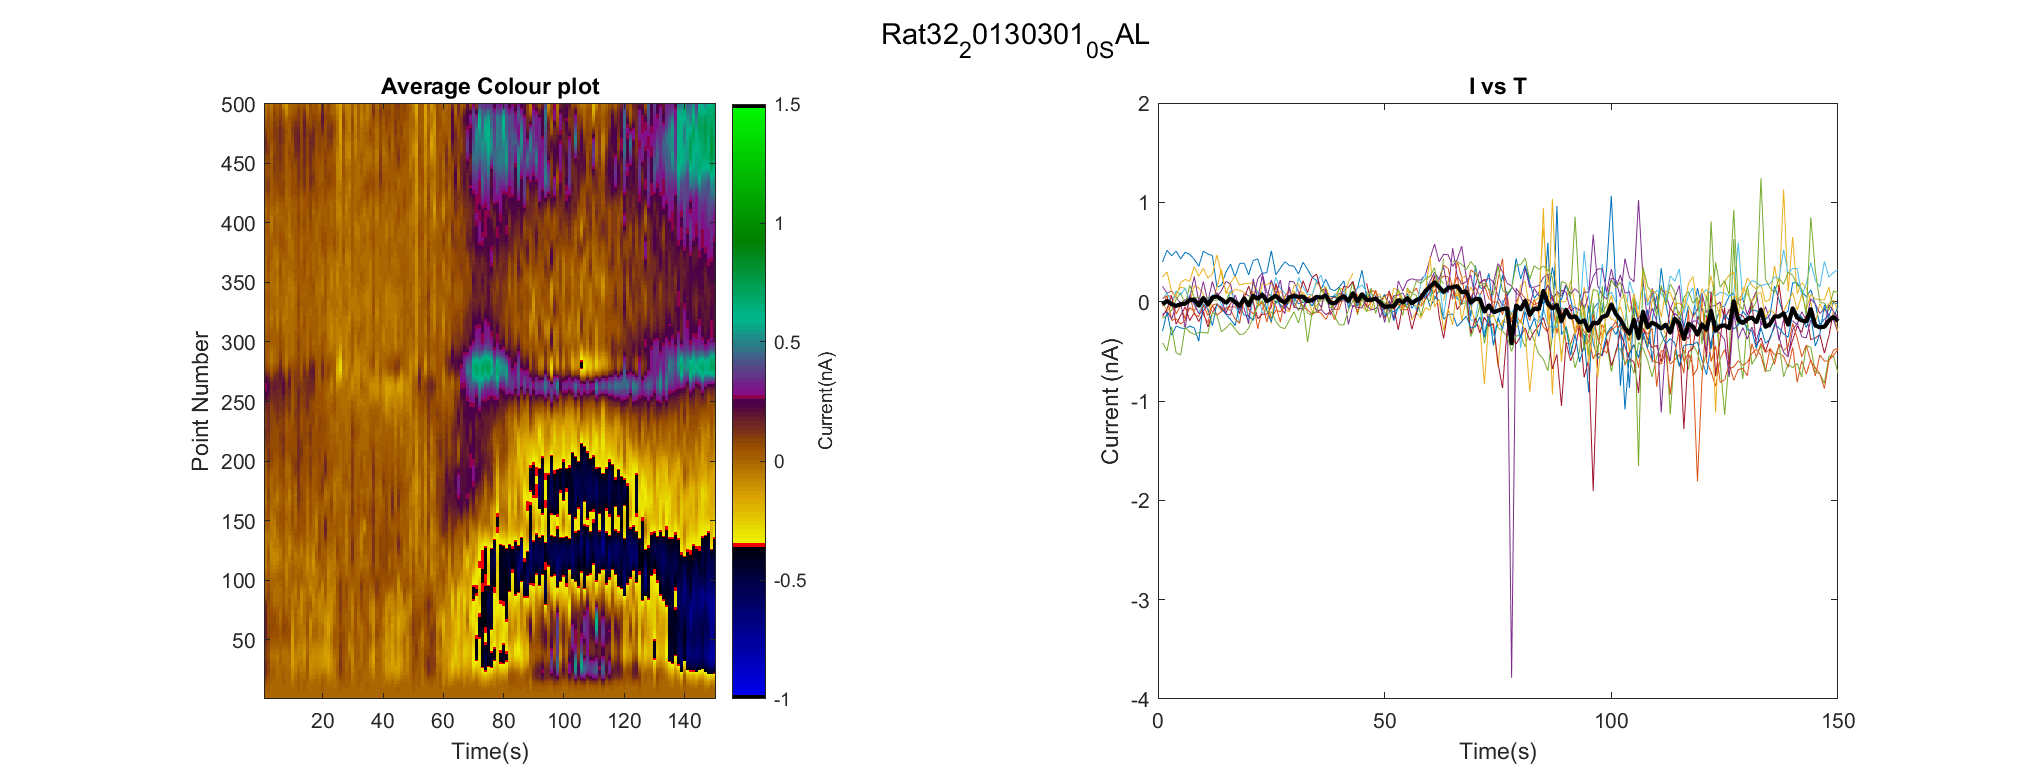 Rat32₂0130301₀SAL
Average Colour plot
500
450
400
350
300
250
200
150
100
50
Point Number
20 40 60 80 100 120 140
Time(s)
1.5
1
0.5
0
-0.5
-1
Current(nA)
I vs T
2
1
0
-1
-2
-3
-4
Current (nA)
0 50 100 150
Time(s)